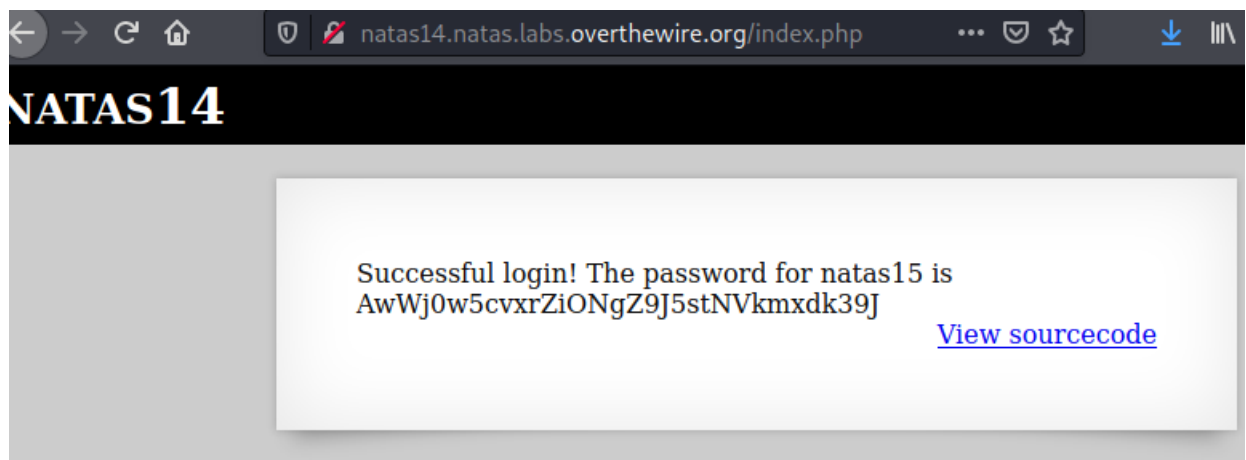 natas14.natas.labs.overthewire.org/index.php
NATAS14
Successful login! The password for natas15 is
AwWj0w5cvxrZiONgZ9J5stNVkmxdk39J
View sourcecode